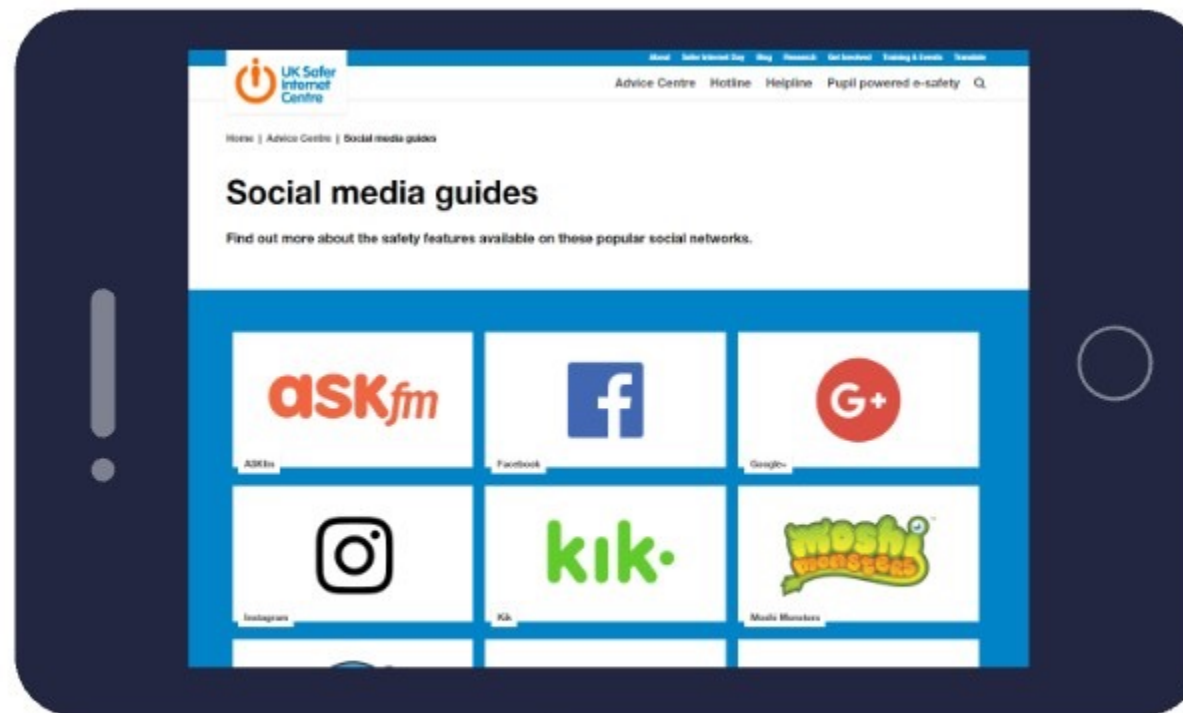 About Safer Internet Day Blog Research Get Involved Training & Events Translate
UK Safer
Internet
Centre
Advice Centre Hotline Helpline Pupil powered e-safety
Home | Advice Centre | Social media guides
Social media guides
Find out more about the safety features available on these popular social networks.
ASKfm
G+
ASKfm Facebook Google+
kik.
moshi
monsters
Instagram Kik Moshi Monsters